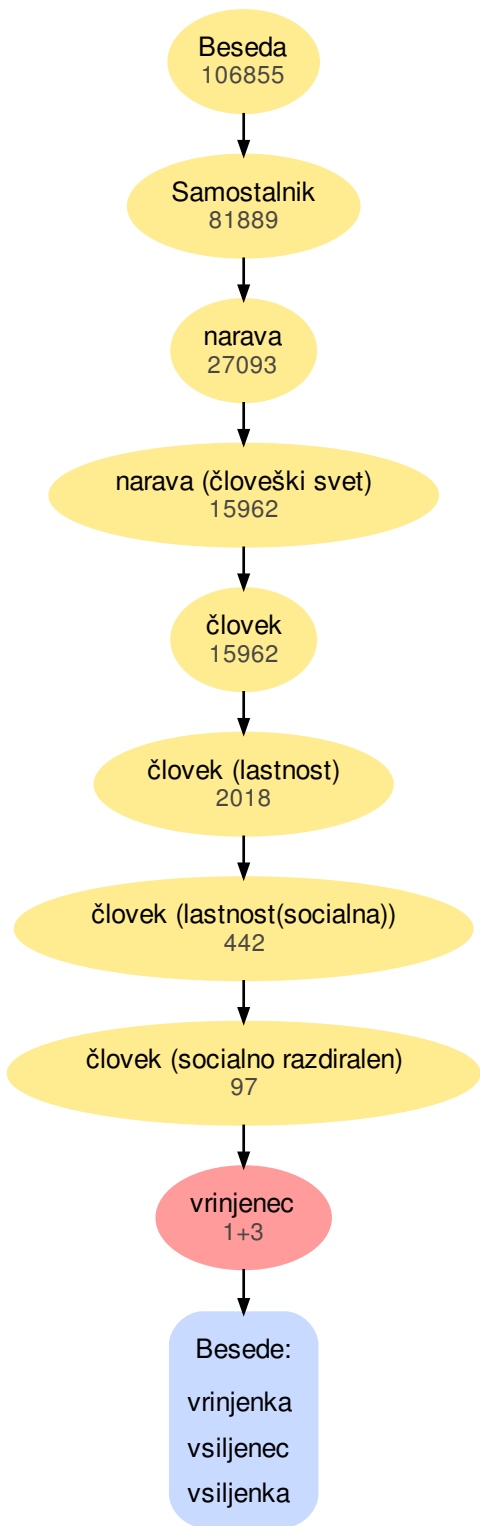 Beseda
106855
Samostalnik
81889
narava
27093
narava (človeški svet)
15962
človek
15962
človek (lastnost)
2018
človek (lastnost(socialna))
442
človek (socialno razdiralen)
97
vrinjenec
1+3
Besede:
vrinjenka
vsiljenec
vsiljenka